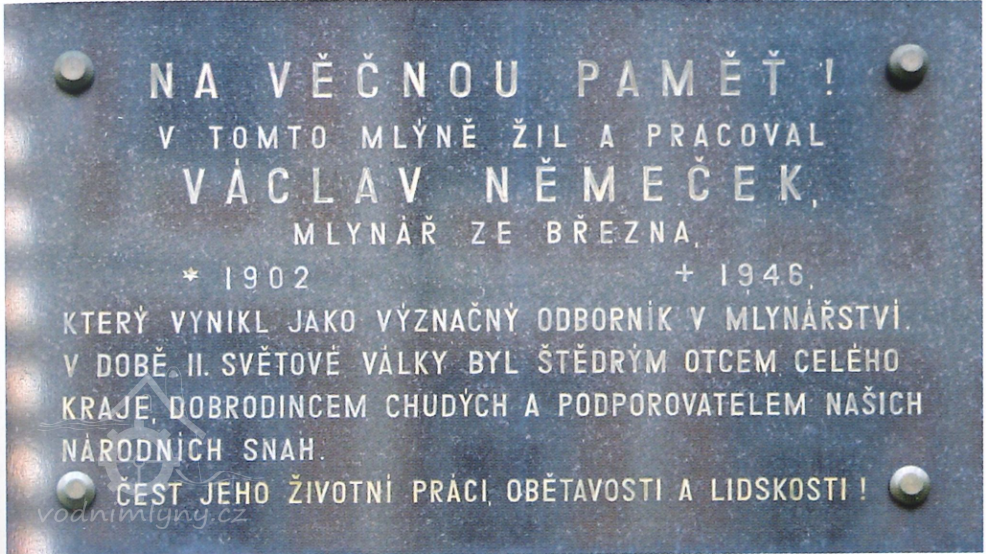 NA VĚČNOU PAMĚŤ !
V TOMTO MLÝNĚ ŽIL A PRACOVAL
VÁCLAV NĚMEČEK,
MLYNÁŘ ZE BŘEZNA,
* 1902 + 1946,
KTERÝ VYNIKL JAKO VÝZNAČNÝ ODBORNÍK V MLYNÁŘSTVÍ.
V DOBĚ II. SVĚTOVÉ VÁLKY BYL ŠTĚDRÝM OTCEM CELÉHO
KRAJE, DOBRODINCEM CHUDÝCH A PODPOROVATELEM NAŠICH
NÁRODNÍCH SNAH.
ČEST JEHO ŽIVOTNÍ PRÁCI, OBĚTAVOSTI A LIDSKOSTI !
vodnimlyny.cz